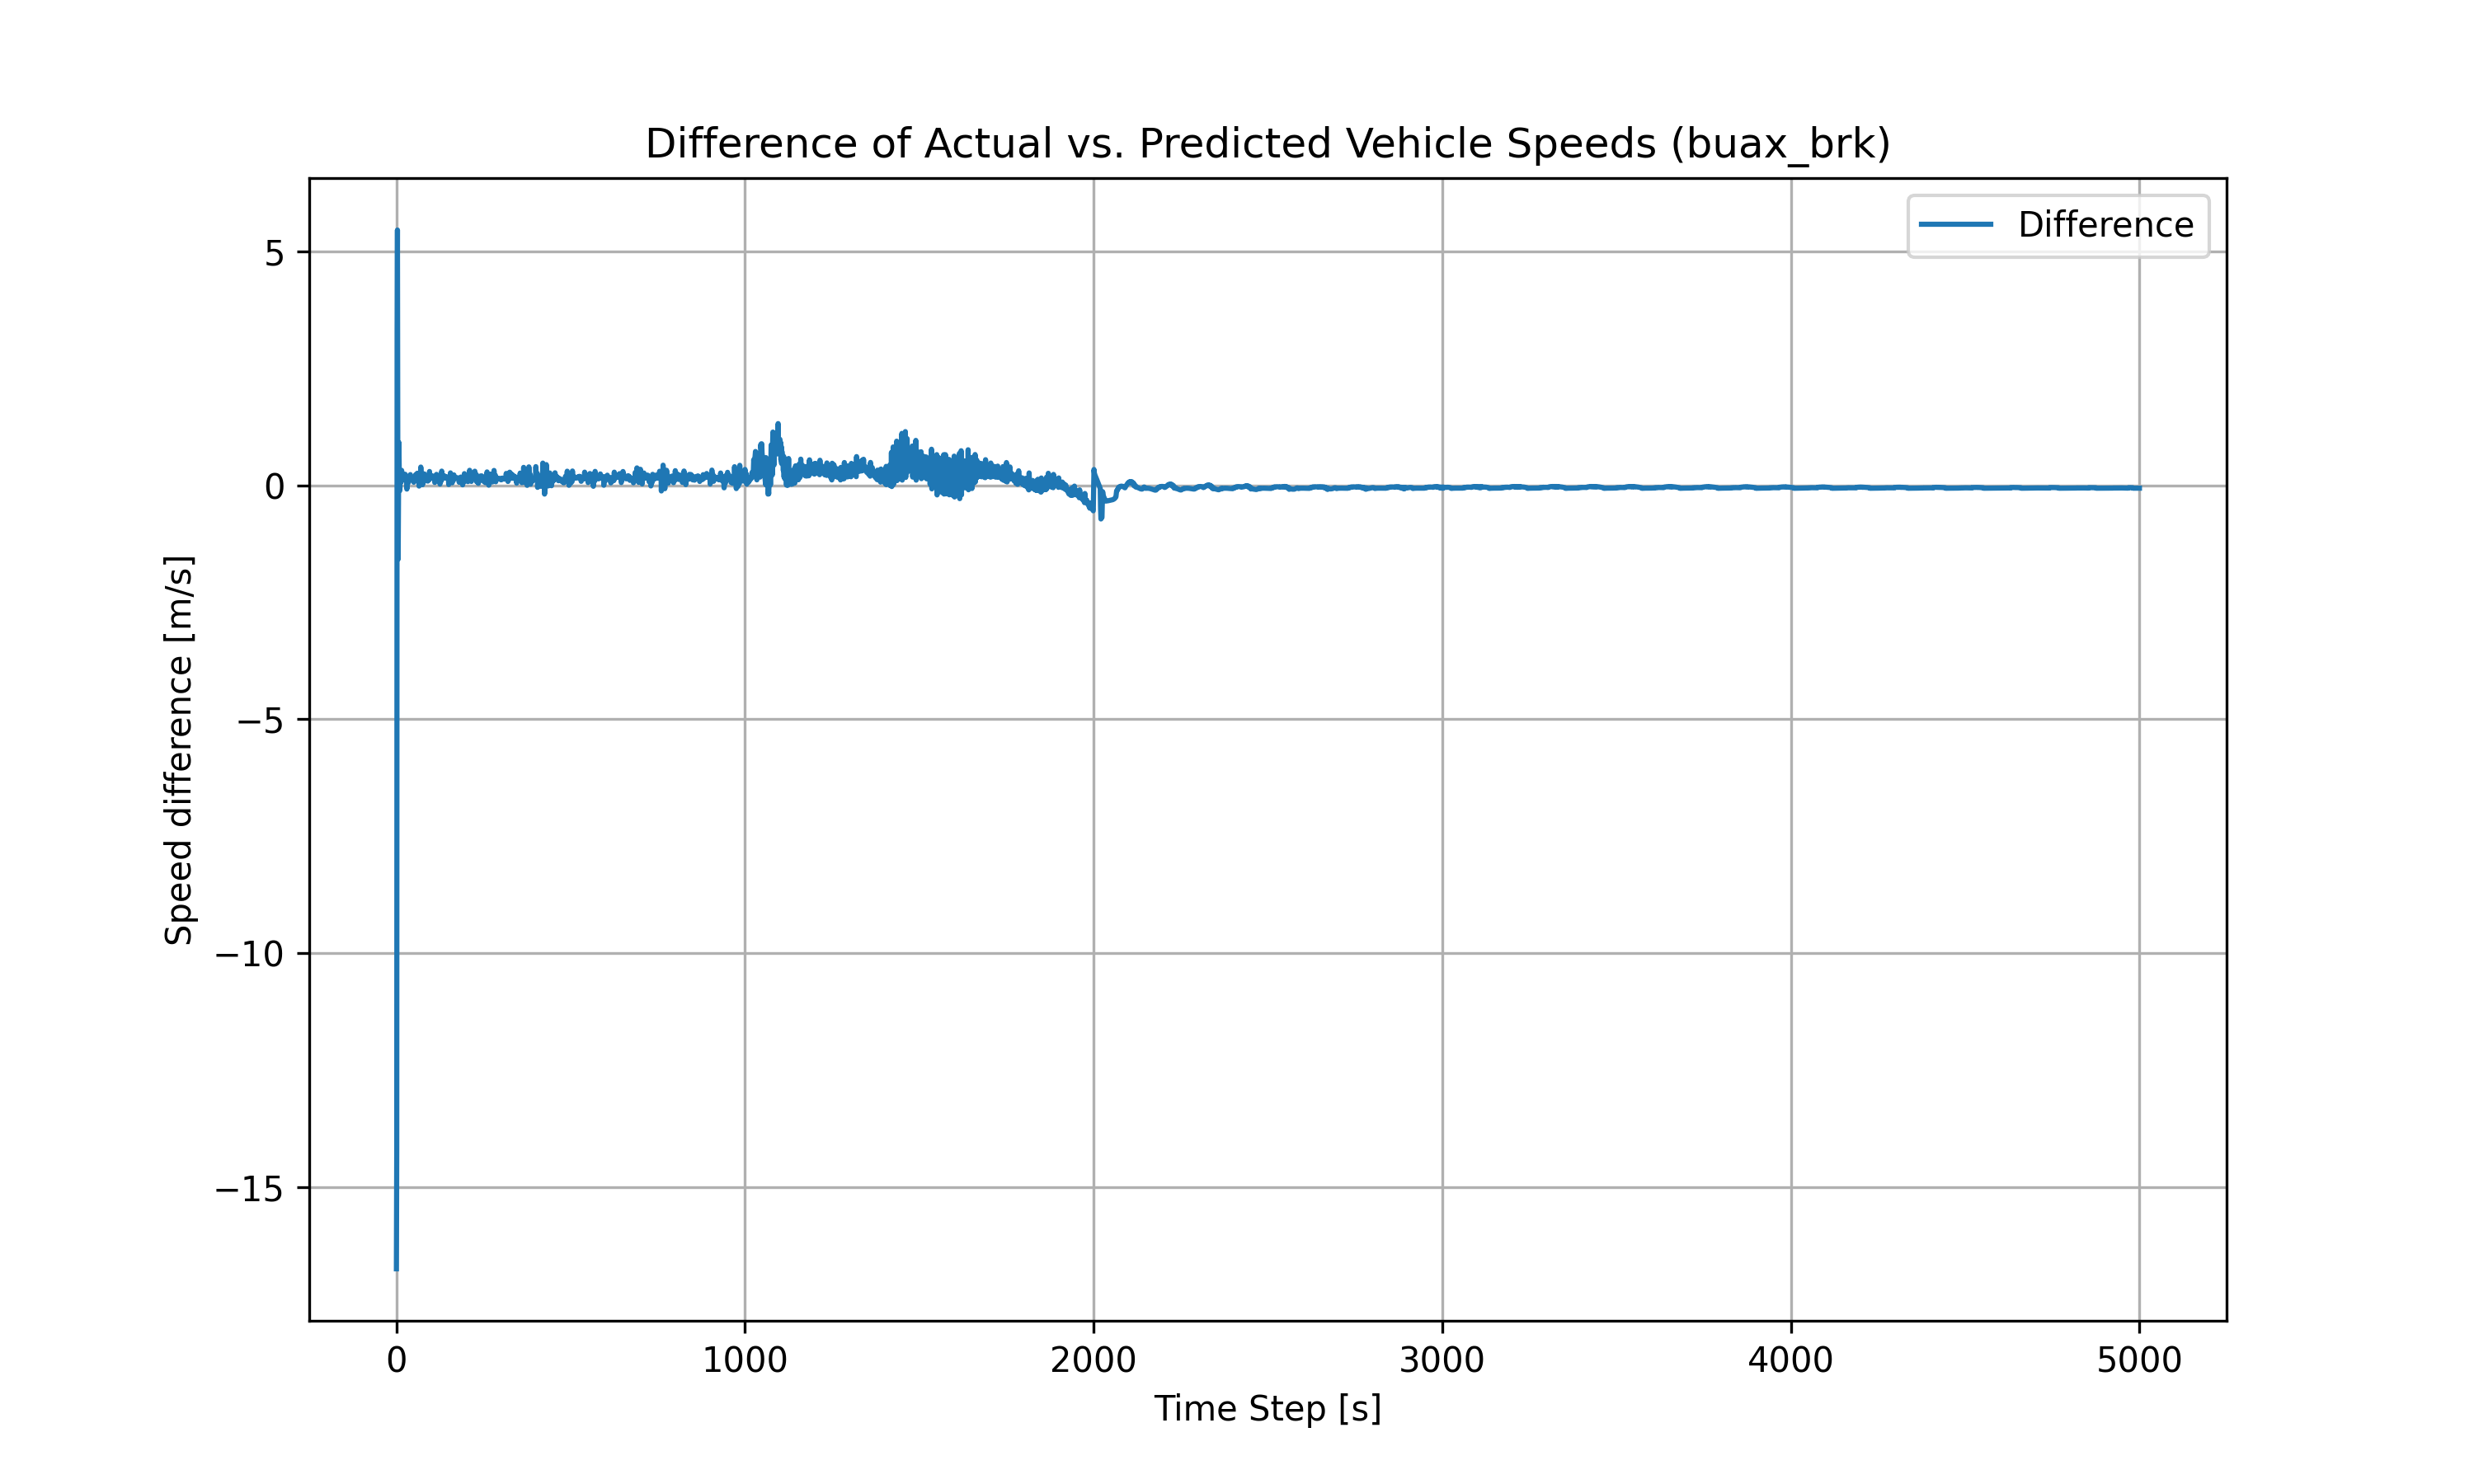 Difference of Actual vs. Predicted Vehicle Speeds (buax_brk)
Difference
5
0
−5
−10
−15
Speed difference [m/s]
0 1000 2000 3000 4000 5000
Time Step [s]